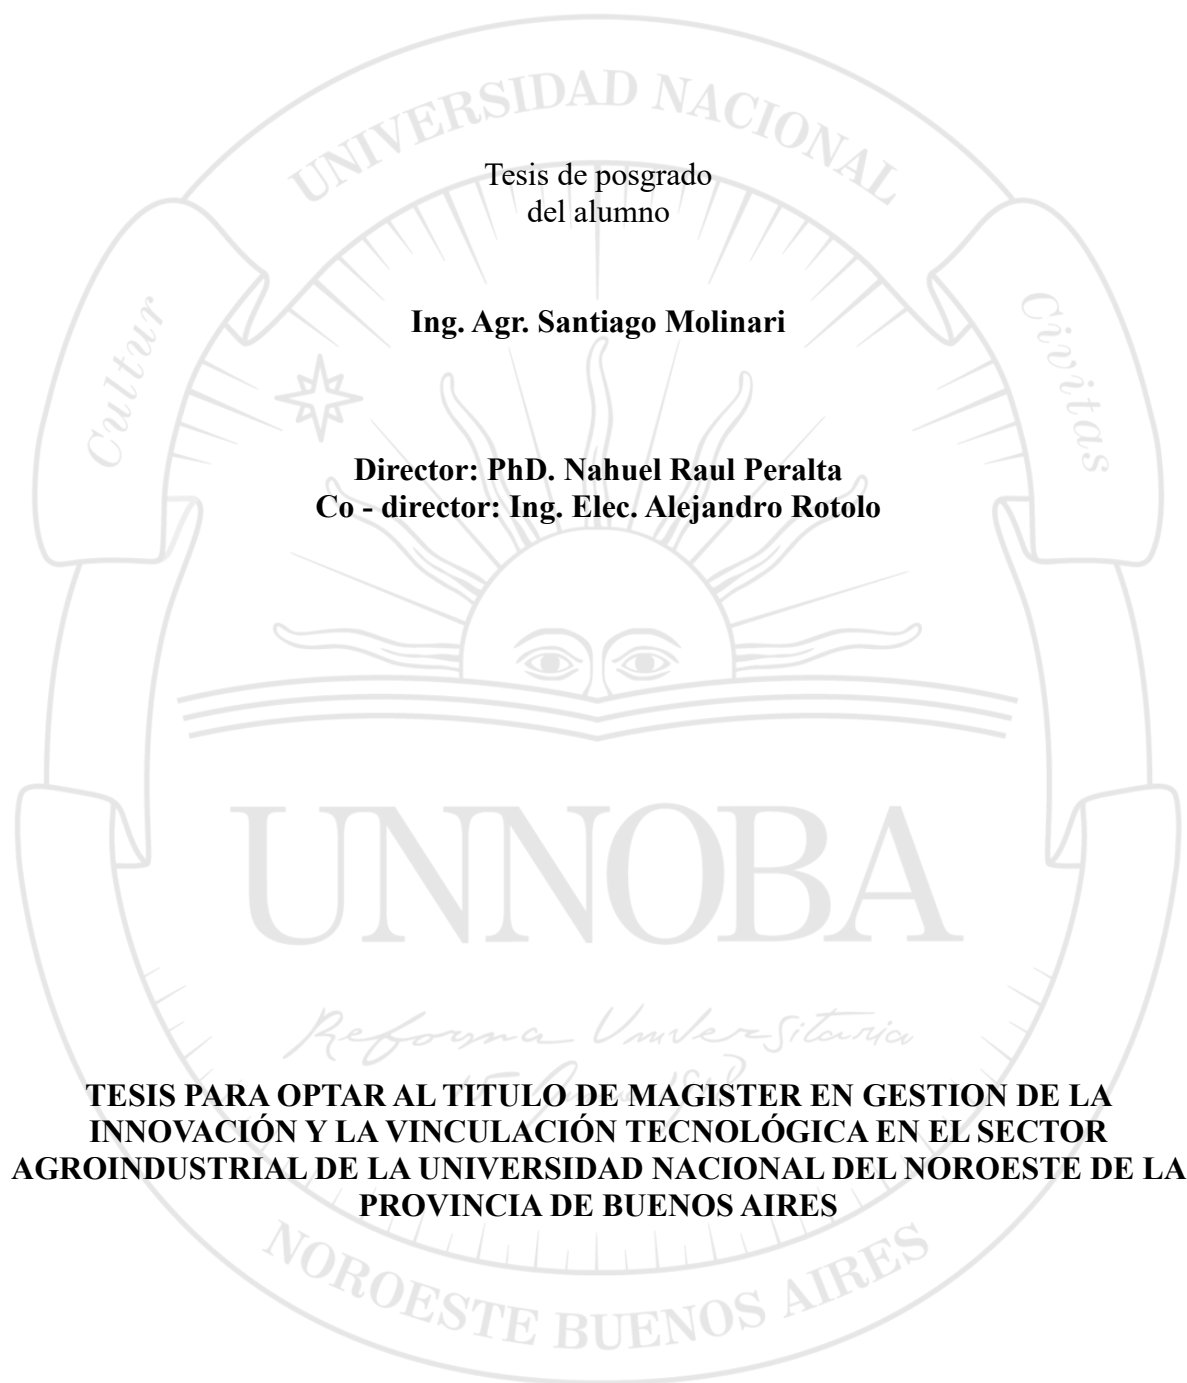 UNIVERSIDAD NACIONAL
Tesis de posgrado
del alumno
Ing. Agr. Santiago Molinari
Cultur
Civitas
Director: PhD. Nahuel Raul Peralta
Co - director: Ing. Elec. Alejandro Rotolo
UNNOBA
Reforma Universitaria
15
TESIS PARA OPTAR AL TITULO DE MAGISTER EN GESTION DE LA
INNOVACIÓN Y LA VINCULACIÓN TECNOLÓGICA EN EL SECTOR
AGROINDUSTRIAL DE LA UNIVERSIDAD NACIONAL DEL NOROESTE DE LA
PROVINCIA DE BUENOS AIRES
NOROESTE BUENOS AIRES